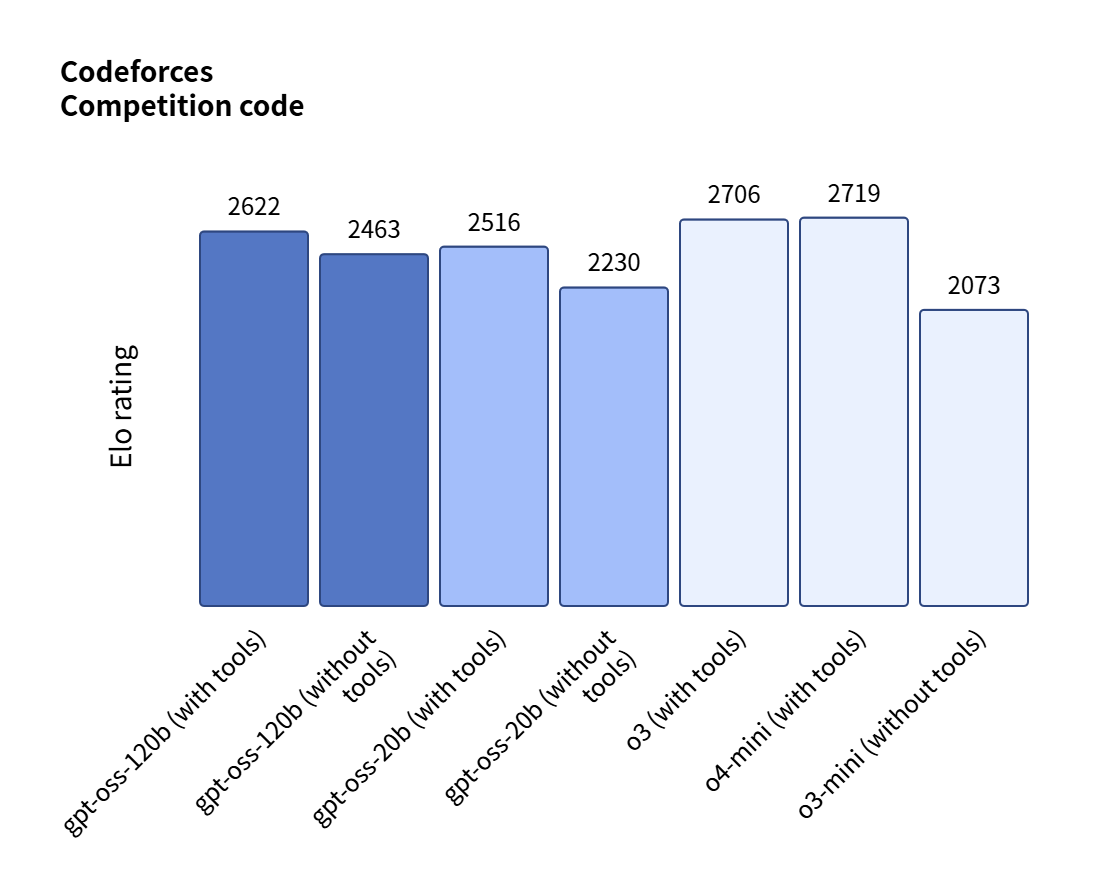 Codeforces
Competition code
2622
2463
2516
2230
2706
2719
2073
Elo rating
gpt-oss-120b (with tools)
gpt-oss-120b (without
tools)
gpt-oss-20b (with tools)
gpt-oss-20b (without
tools)
o3 (with tools)
o4-mini (with tools)
o3-mini (without tools)